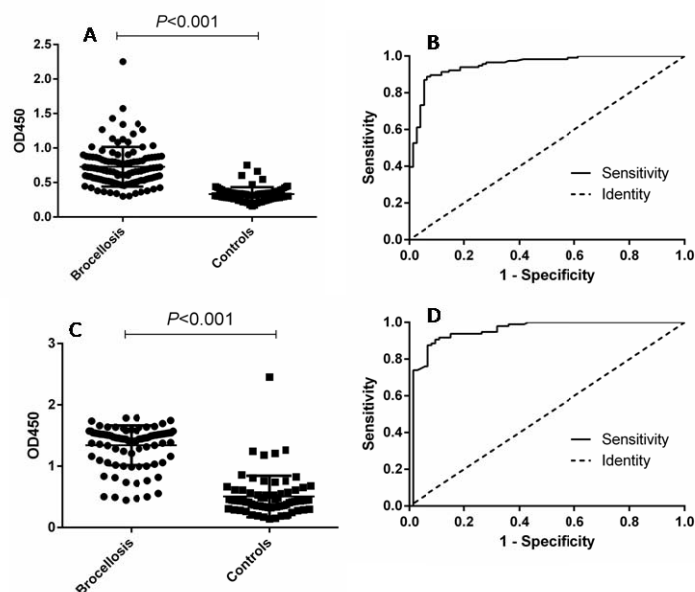 A
P<0.001
OD450
2.5
2.0
1.5
1.0
0.5
0.0
Brocellosis
Controls
B
Sensitivity
1.0
0.8
0.6
0.4
0.2
0.0
Sensitivity
Identity
0.0 0.2 0.4 0.6 0.8 1.0
1 - Specificity
C
P<0.001
OD450
3
2
1
0
Brocellosis
Controls
D
Sensitivity
1.0
0.8
0.6
0.4
0.2
0.0
Sensitivity
Identity
0.0 0.2 0.4 0.6 0.8 1.0
1 - Specificity